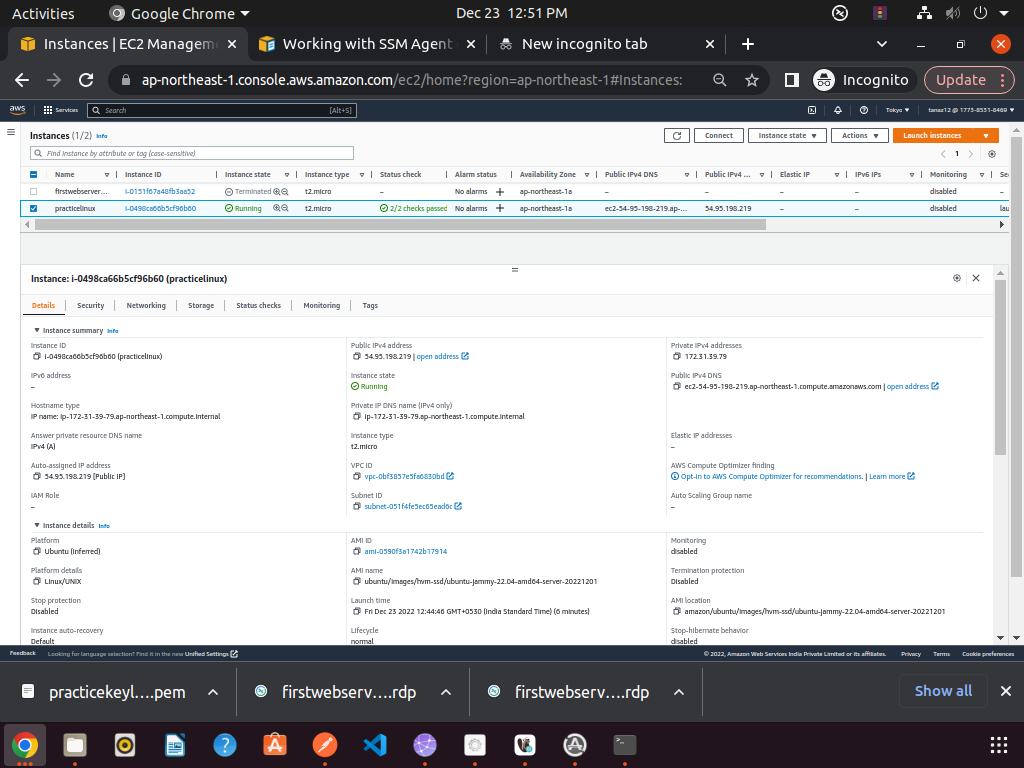 Activities Google Chrome Dec 23 12:51 PM
Instances | EC2 Managem Working with SSM Agent New incognito tab
ap-northeast-1.console.aws.amazon.com/ec2/home?region=ap-northeast-1#Instances: Incognito Update
aws Services Search [Alt+S] Tokyo tanaz12 @ 1773-8331-8469
Instances (1/2) Info Connect Instance state Actions Launch instances
Find instance by attribute or tag (case-sensitive) 1
Name Instance ID Instance state Instance type Status check Alarm status Availability Zone Public IPv4 DNS Public IPv4 ... Elastic IP IPv6 IPs Monitoring Sec
firstwebserver... i-0151f67a48fb3aa52 Terminated t2.micro – No alarms + ap-northeast-1a – – – – disabled –
practicelinux i-0498ca66b5cf96b60 Running t2.micro 2/2 checks passed No alarms + ap-northeast-1a ec2-54-95-198-219.ap-... 54.95.198.219 – – disabled lau
Instance: i-0498ca66b5cf96b60 (practicelinux)
Details Security Networking Storage Status checks Monitoring Tags
Instance summary Info
Instance ID Public IPv4 address Private IPv4 addresses
i-0498ca66b5cf96b60 (practicelinux) 54.95.198.219 | open address 172.31.39.79
IPv6 address Instance state Public IPv4 DNS
– Running ec2-54-95-198-219.ap-northeast-1.compute.amazonaws.com | open address
Hostname type Private IP DNS name (IPv4 only)
IP name: ip-172-31-39-79.ap-northeast-1.compute.internal ip-172-31-39-79.ap-northeast-1.compute.internal
Answer private resource DNS name Instance type Elastic IP addresses
IPv4 (A) t2.micro –
Auto-assigned IP address VPC ID AWS Compute Optimizer finding
54.95.198.219 [Public IP] vpc-0bf3857e5fa6830bd Opt-in to AWS Compute Optimizer for recommendations. | Learn more
IAM Role Subnet ID Auto Scaling Group name
– subnet-051f4fe5ec65ead6c –
Instance details Info
Platform AMI ID Monitoring
Ubuntu (Inferred) ami-0590f3a1742b17914 disabled
Platform details AMI name Termination protection
Linux/UNIX ubuntu/images/hvm-ssd/ubuntu-jammy-22.04-amd64-server-20221201 Disabled
Stop protection Launch time AMI location
Disabled Fri Dec 23 2022 12:44:46 GMT+0530 (India Standard Time) (6 minutes) amazon/ubuntu/images/hvm-ssd/ubuntu-jammy-22.04-amd64-server-20221201
Instance auto-recovery Lifecycle Stop-hibernate behavior
Default normal disabled
Feedback Looking for language selection? Find it in the new Unified Settings © 2022, Amazon Web Services India Private Limited or its affiliates. Privacy Terms Cookie preferences
practicekeyl....pem firstwebserv....rdp firstwebserv....rdp Show all